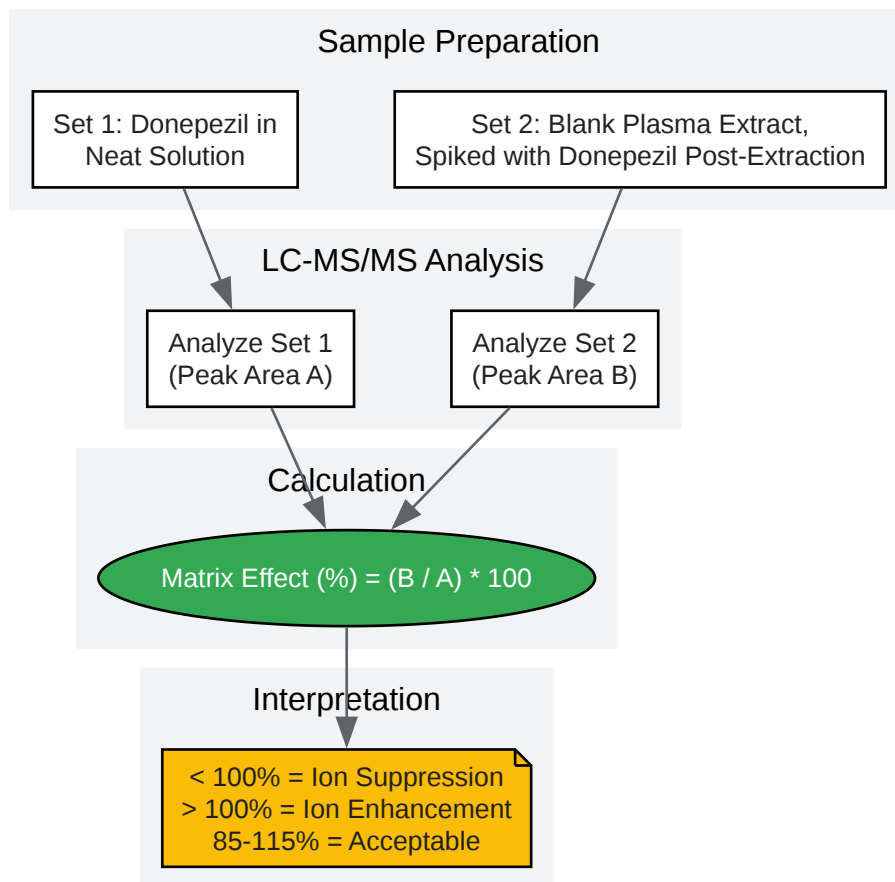 Sample Preparation
Set 1: Donepezil in
Neat Solution
Set 2: Blank Plasma Extract,
Spiked with Donepezil Post-Extraction
LC-MS/MS Analysis
Analyze Set 1
(Peak Area A)
Analyze Set 2
(Peak Area B)
Calculation
Matrix Effect (%) = (B / A) * 100
Interpretation
< 100% = Ion Suppression
> 100% = Ion Enhancement
85-115% = Acceptable